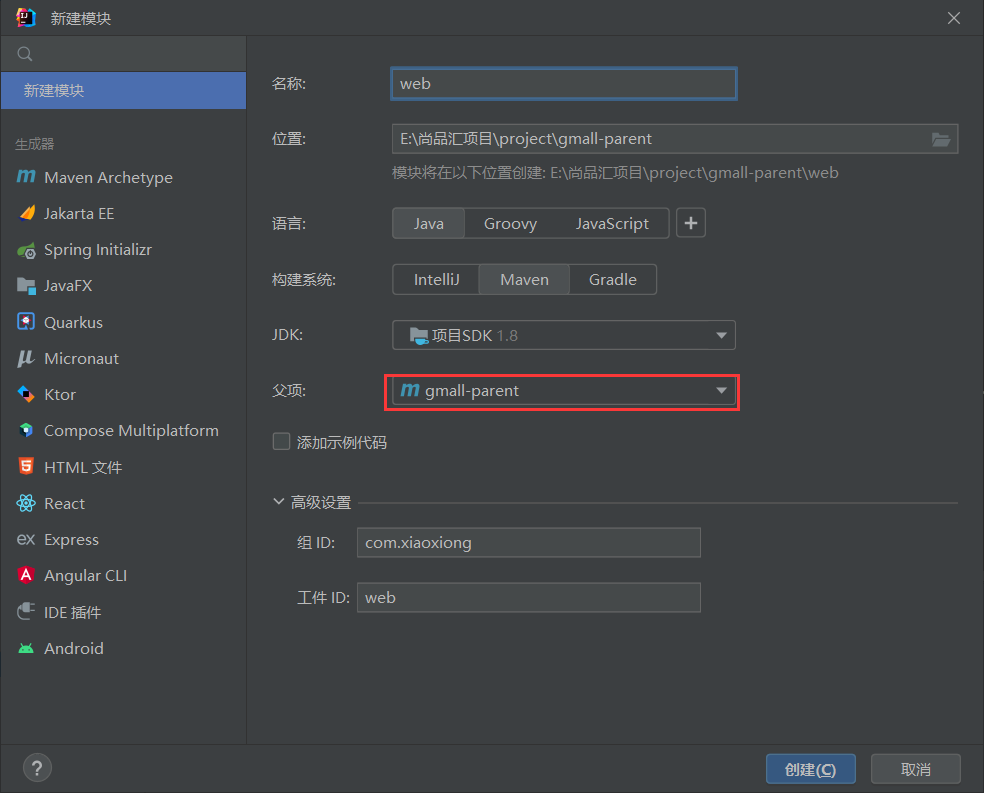 新建模块
新建模块
生成器
Maven Archetype
Jakarta EE
Spring Initializr
JavaFX
Quarkus
Micronaut
Ktor
Compose Multiplatform
HTML 文件
React
Express
Angular CLI
IDE 插件
Android
名称: web
位置: E:\尚品汇项目\project\gmall-parent
模块将在以下位置创建: E:\尚品汇项目\project\gmall-parent\web
语言: Java Groovy JavaScript +
构建系统: IntelliJ Maven Gradle
JDK: 项目SDK 1.8
父项: m gmall-parent
添加示例代码
高级设置
组 ID: com.xiaoxiong
工件 ID: web
? 创建(C) 取消